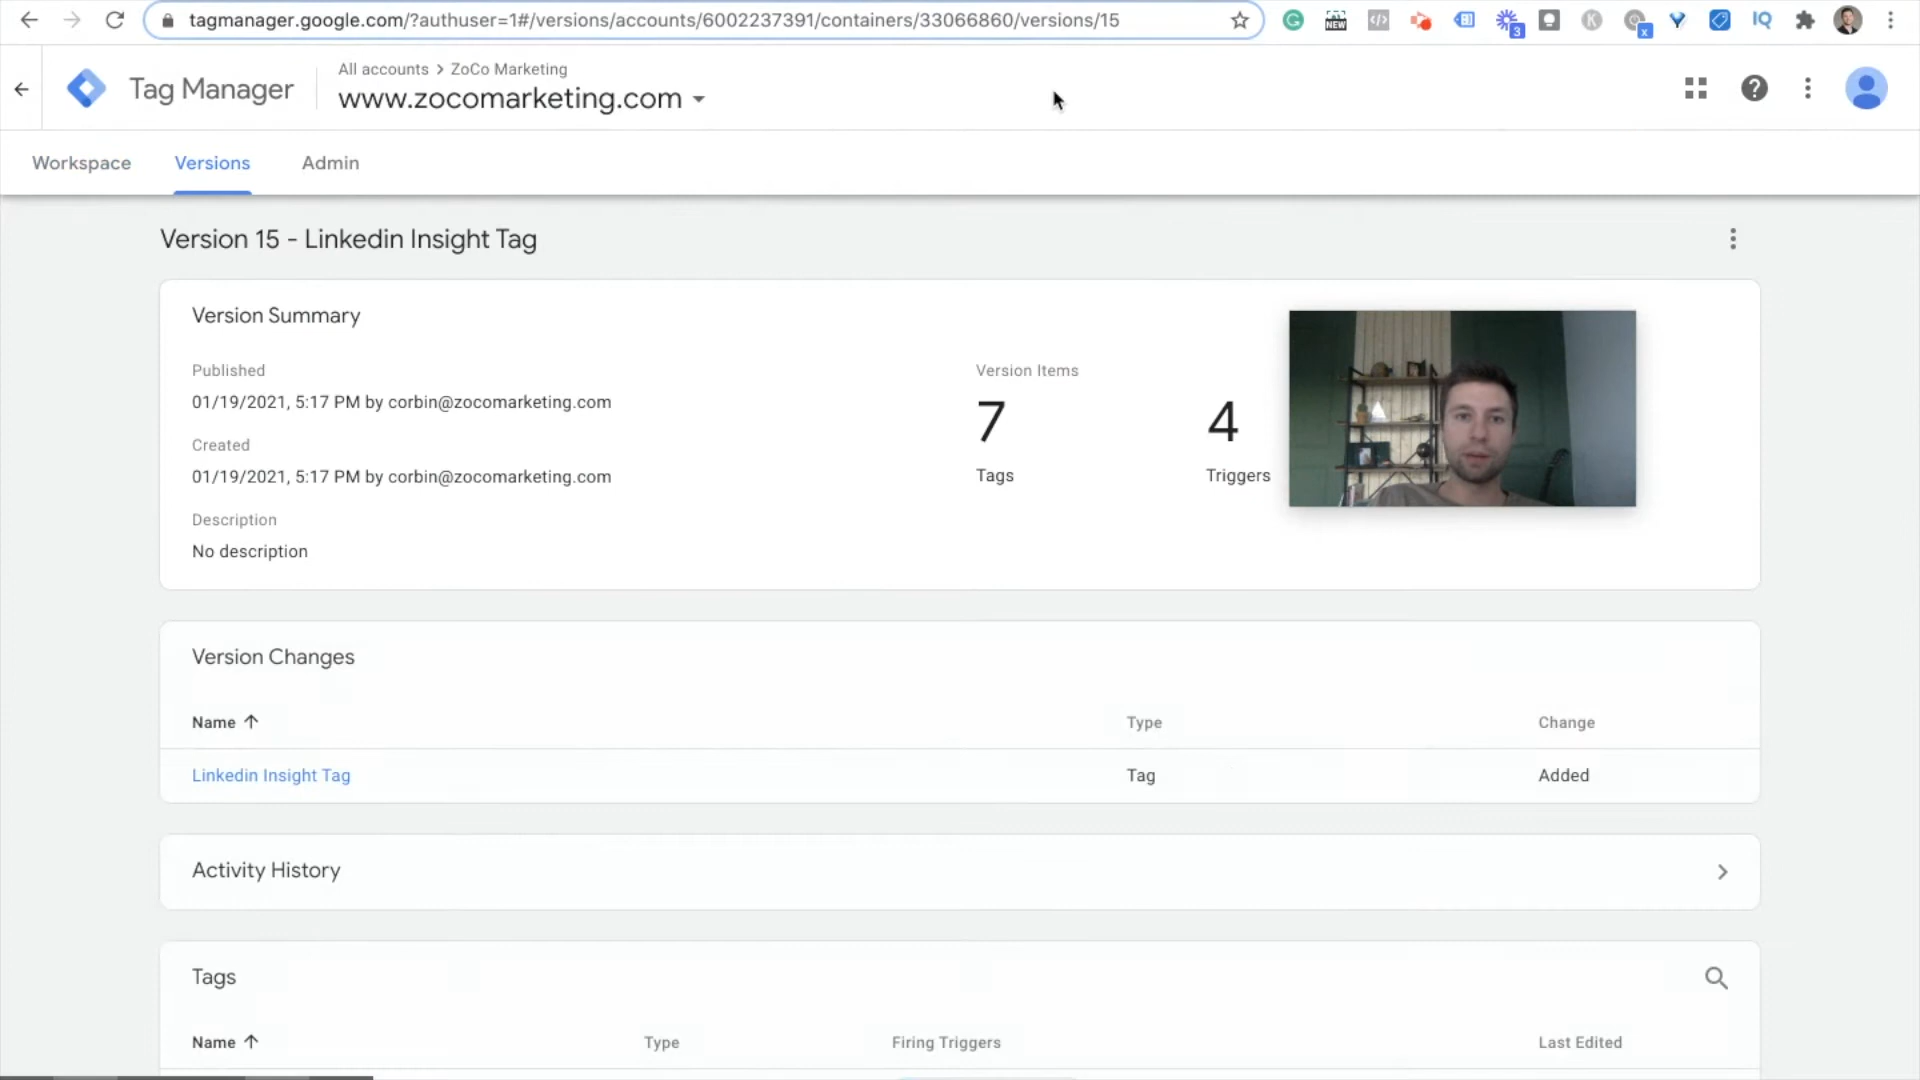 tagmanager.google.com/?authuser=1#/versions/accounts/6002237391/containers/33066860/versions/15
NEW
3
K
x
IQ
Tag Manager
All accounts > ZoCo Marketing
www.zocomarketing.com
Workspace
Versions
Admin
Version 15 - Linkedin Insight Tag
Version Summary
Published
01/19/2021, 5:17 PM by corbin@zocomarketing.com
Created
01/19/2021, 5:17 PM by corbin@zocomarketing.com
Description
No description
Version Items
7
Tags
4
Triggers
Version Changes
Name
Type
Change
Linkedin Insight Tag
Tag
Added
Activity History
Tags
Name
Type
Firing Triggers
Last Edited